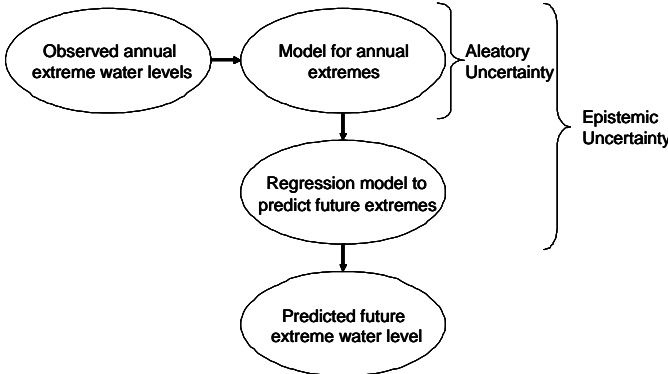 Observed annual
extreme water levels
Model for annual
extremes
Aleatory
Uncertainty
Epistemic
Uncertainty
Regression model to
predict future extremes
Predicted future
extreme water level